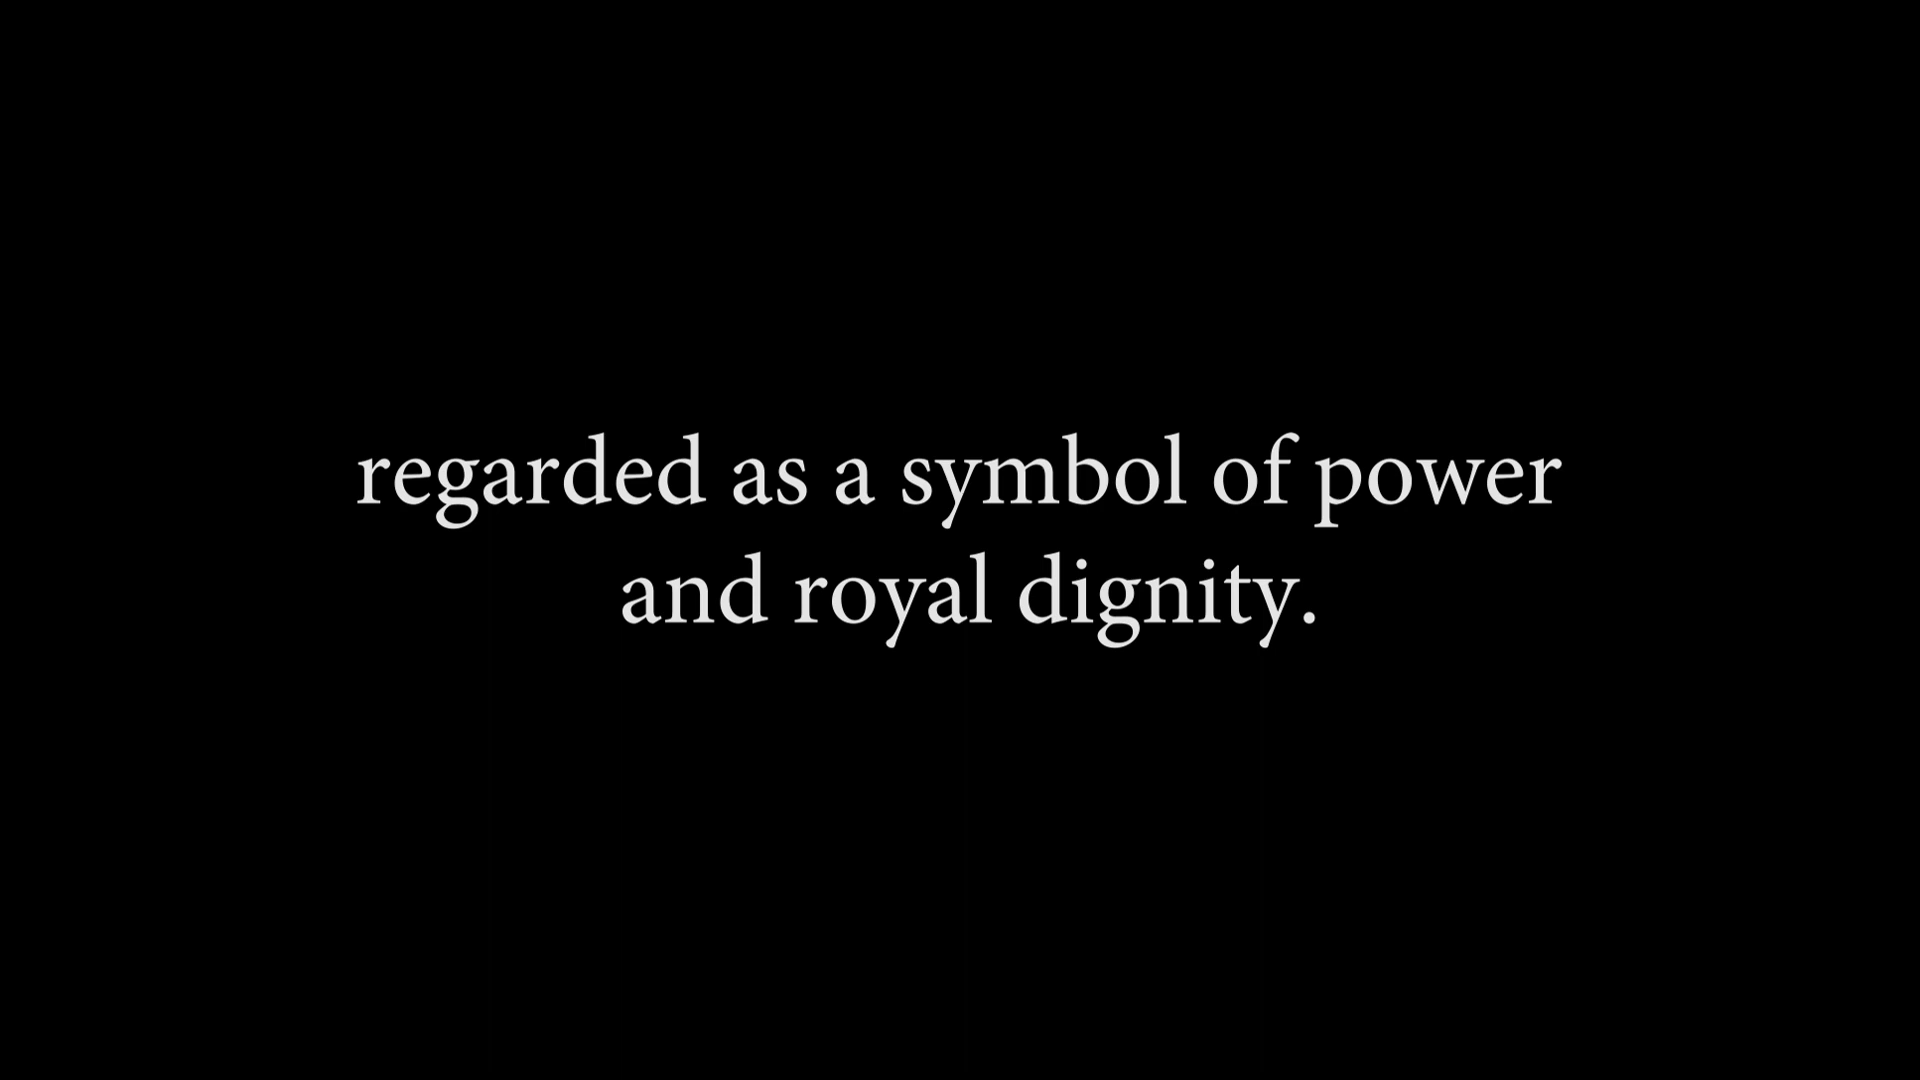 regarded as a symbol of power
and royal dignity.